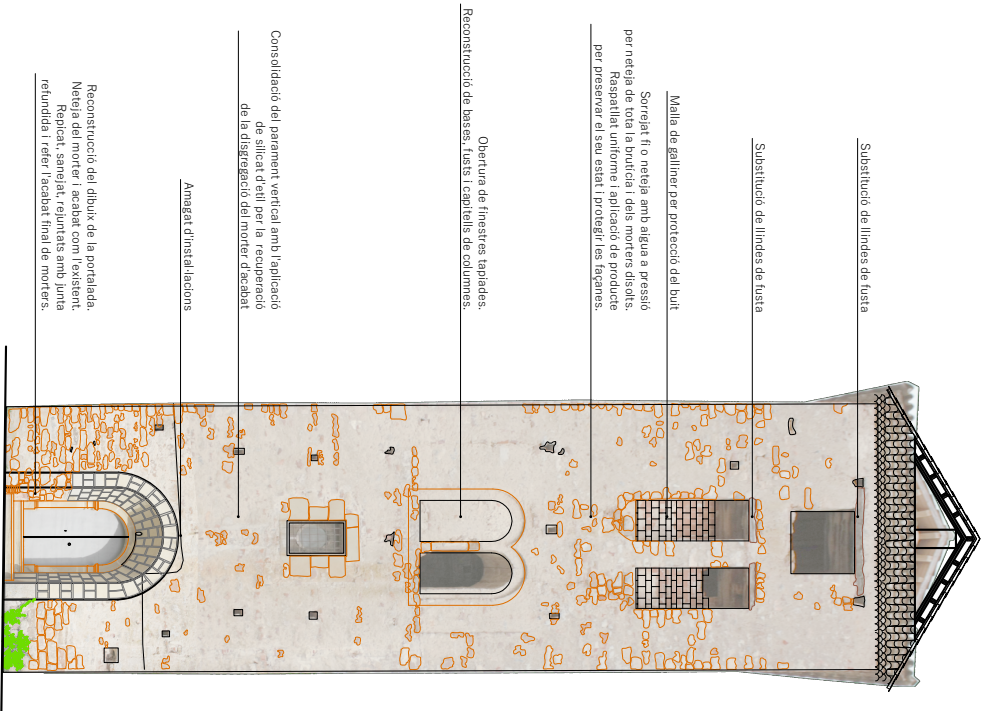 Substitució de llindes de fusta
Substitució de llindes de fusta
Malla de galliner per protecció del buit
Sorrejat fi o neteja amb aigua a pressió
per neteja de tota la brutícia i dels morters disolts.
Raspatllat uniforme i aplicació de producte
per preservar el seu estat i protegir les façanes.
Obertura de finestres tapiades.
Reconstrucció de bases, fusts i capitells de columnes.
Consolidació del parament vertical amb l'aplicació
de silicat d'etil per la recuperació
de la disgregació del morter d'acabat
Amagat d'instal·lacions
Reconstrucció del dibuix de la portalada.
Neteja del morter i acabat com l'existent.
Repicat, sanejat, rejuntats amb junta
refundida i refer l'acabat final de morters.